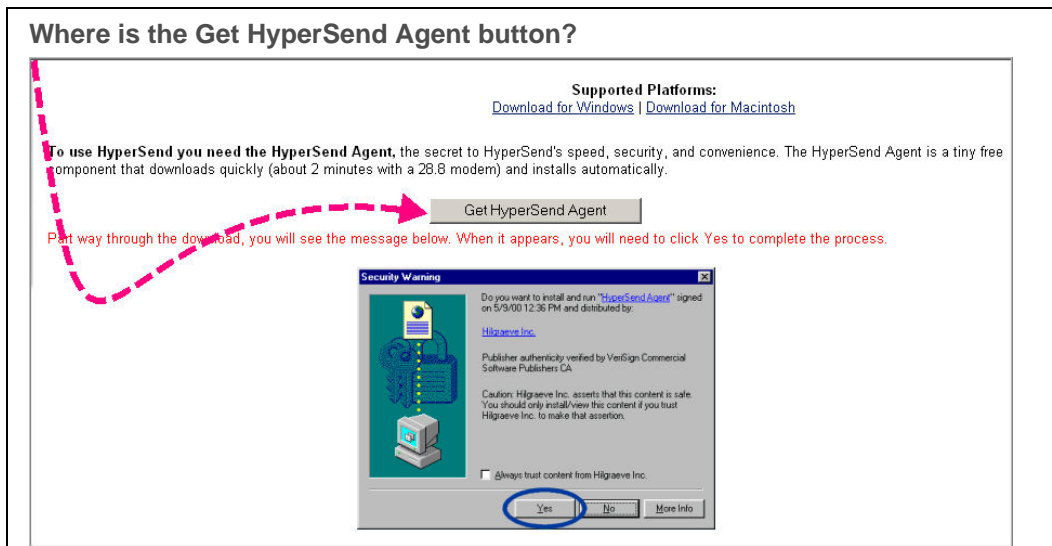 Where is the Get HyperSend Agent button?
Supported Platforms:
Download for Windows | Download for Macintosh
To use HyperSend you need the HyperSend Agent, the secret to HyperSend's speed, security, and convenience. The HyperSend Agent is a tiny free
component that downloads quickly (about 2 minutes with a 28.8 modem) and installs automatically.
Get HyperSend Agent
Part way through the download, you will see the message below. When it appears, you will need to click Yes to complete the process.
Security Warning
Do you want to install and run "HyperSend Agent" signed
on 5/9/00 12:36 PM and distributed by:
Hilgraeve Inc.
Publisher authenticity verified by VeriSign Commercial
Software Publishers CA
Caution: Hilgraeve Inc. asserts that this content is safe.
You should only install/view this content if you trust
Hilgraeve Inc. to make that assertion.
Always trust content from Hilgraeve Inc.
Yes No More Info